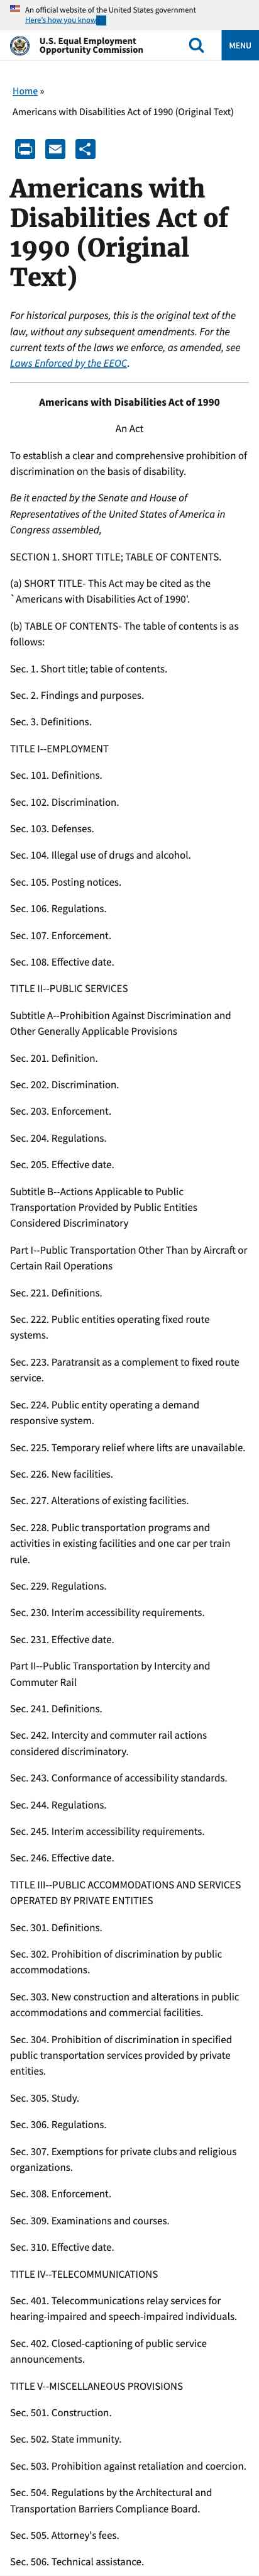 An official website of the United States government
Here's how you know
U.S. Equal Employment
Opportunity Commission
MENU
Home »
Americans with Disabilities Act of 1990 (Original Text)
Americans with
Disabilities Act of
1990 (Original
Text)
For historical purposes, this is the original text of the
law, without any subsequent amendments. For the
current texts of the laws we enforce, as amended, see
Laws Enforced by the EEOC.
Americans with Disabilities Act of 1990
An Act
To establish a clear and comprehensive prohibition of
discrimination on the basis of disability.
Be it enacted by the Senate and House of
Representatives of the United States of America in
Congress assembled,
SECTION 1. SHORT TITLE; TABLE OF CONTENTS.
(a) SHORT TITLE- This Act may be cited as the
`Americans with Disabilities Act of 1990'.
(b) TABLE OF CONTENTS- The table of contents is as
follows:
Sec. 1. Short title; table of contents.
Sec. 2. Findings and purposes.
Sec. 3. Definitions.
TITLE I--EMPLOYMENT
Sec. 101. Definitions.
Sec. 102. Discrimination.
Sec. 103. Defenses.
Sec. 104. Illegal use of drugs and alcohol.
Sec. 105. Posting notices.
Sec. 106. Regulations.
Sec. 107. Enforcement.
Sec. 108. Effective date.
TITLE II--PUBLIC SERVICES
Subtitle A--Prohibition Against Discrimination and
Other Generally Applicable Provisions
Sec. 201. Definition.
Sec. 202. Discrimination.
Sec. 203. Enforcement.
Sec. 204. Regulations.
Sec. 205. Effective date.
Subtitle B--Actions Applicable to Public
Transportation Provided by Public Entities
Considered Discriminatory
Part I--Public Transportation Other Than by Aircraft or
Certain Rail Operations
Sec. 221. Definitions.
Sec. 222. Public entities operating fixed route
systems.
Sec. 223. Paratransit as a complement to fixed route
service.
Sec. 224. Public entity operating a demand
responsive system.
Sec. 225. Temporary relief where lifts are unavailable.
Sec. 226. New facilities.
Sec. 227. Alterations of existing facilities.
Sec. 228. Public transportation programs and
activities in existing facilities and one car per train
rule.
Sec. 229. Regulations.
Sec. 230. Interim accessibility requirements.
Sec. 231. Effective date.
Part II--Public Transportation by Intercity and
Commuter Rail
Sec. 241. Definitions.
Sec. 242. Intercity and commuter rail actions
considered discriminatory.
Sec. 243. Conformance of accessibility standards.
Sec. 244. Regulations.
Sec. 245. Interim accessibility requirements.
Sec. 246. Effective date.
TITLE III--PUBLIC ACCOMMODATIONS AND SERVICES
OPERATED BY PRIVATE ENTITIES
Sec. 301. Definitions.
Sec. 302. Prohibition of discrimination by public
accommodations.
Sec. 303. New construction and alterations in public
accommodations and commercial facilities.
Sec. 304. Prohibition of discrimination in specified
public transportation services provided by private
entities.
Sec. 305. Study.
Sec. 306. Regulations.
Sec. 307. Exemptions for private clubs and religious
organizations.
Sec. 308. Enforcement.
Sec. 309. Examinations and courses.
Sec. 310. Effective date.
TITLE IV--TELECOMMUNICATIONS
Sec. 401. Telecommunications relay services for
hearing-impaired and speech-impaired individuals.
Sec. 402. Closed-captioning of public service
announcements.
TITLE V--MISCELLANEOUS PROVISIONS
Sec. 501. Construction.
Sec. 502. State immunity.
Sec. 503. Prohibition against retaliation and coercion.
Sec. 504. Regulations by the Architectural and
Transportation Barriers Compliance Board.
Sec. 505. Attorney's fees.
Sec. 506. Technical assistance.